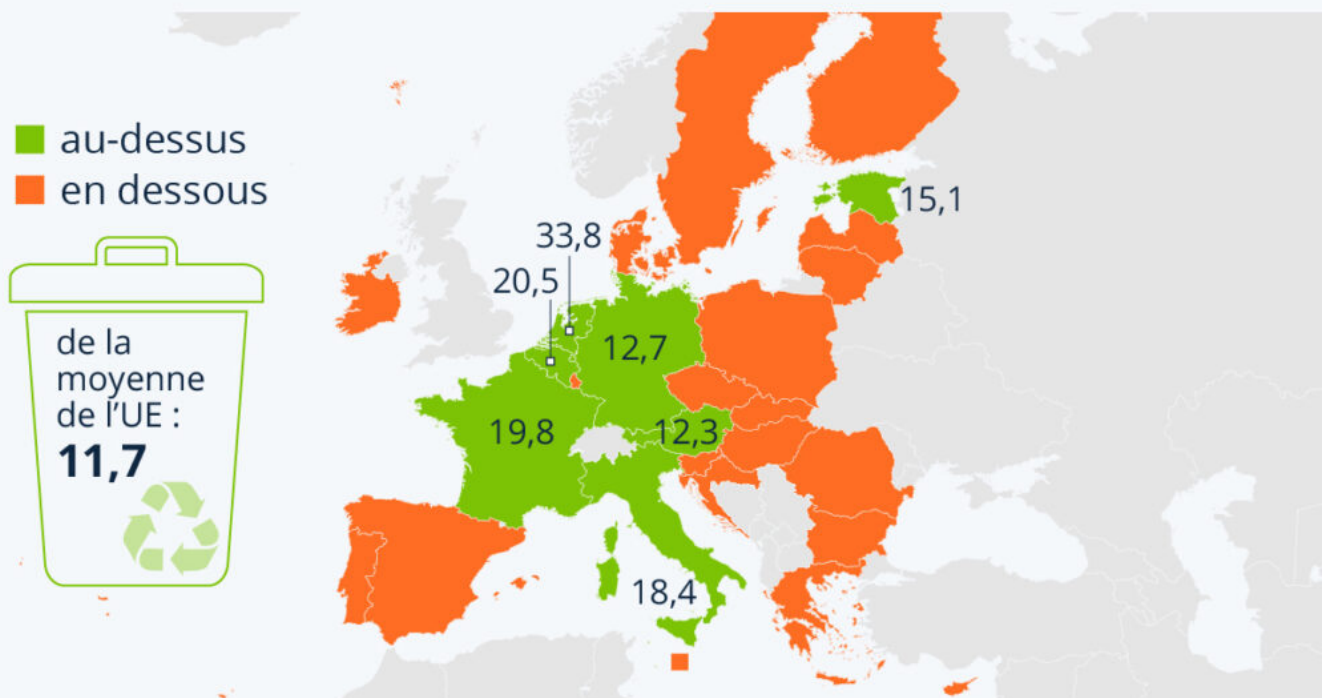 au-dessus
en dessous
de la
moyenne
de l'UE :
11,7
33,8
20,5
15,1
12,7
19,8
12,3
18,4